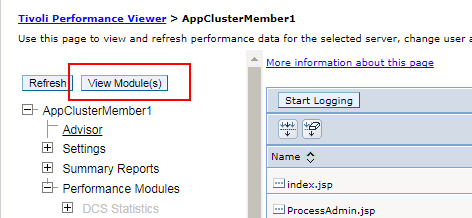 Tivoli Performance Viewer > AppClusterMember1
Use this page to view and refresh performance data for the selected server, change user a
More information about this page
Refresh View Module(s)
AppClusterMember1
Advisor
Settings
Summary Reports
Performance Modules
DCS Statistics
Start Logging
Name
index.jsp
ProcessAdmin.jsp